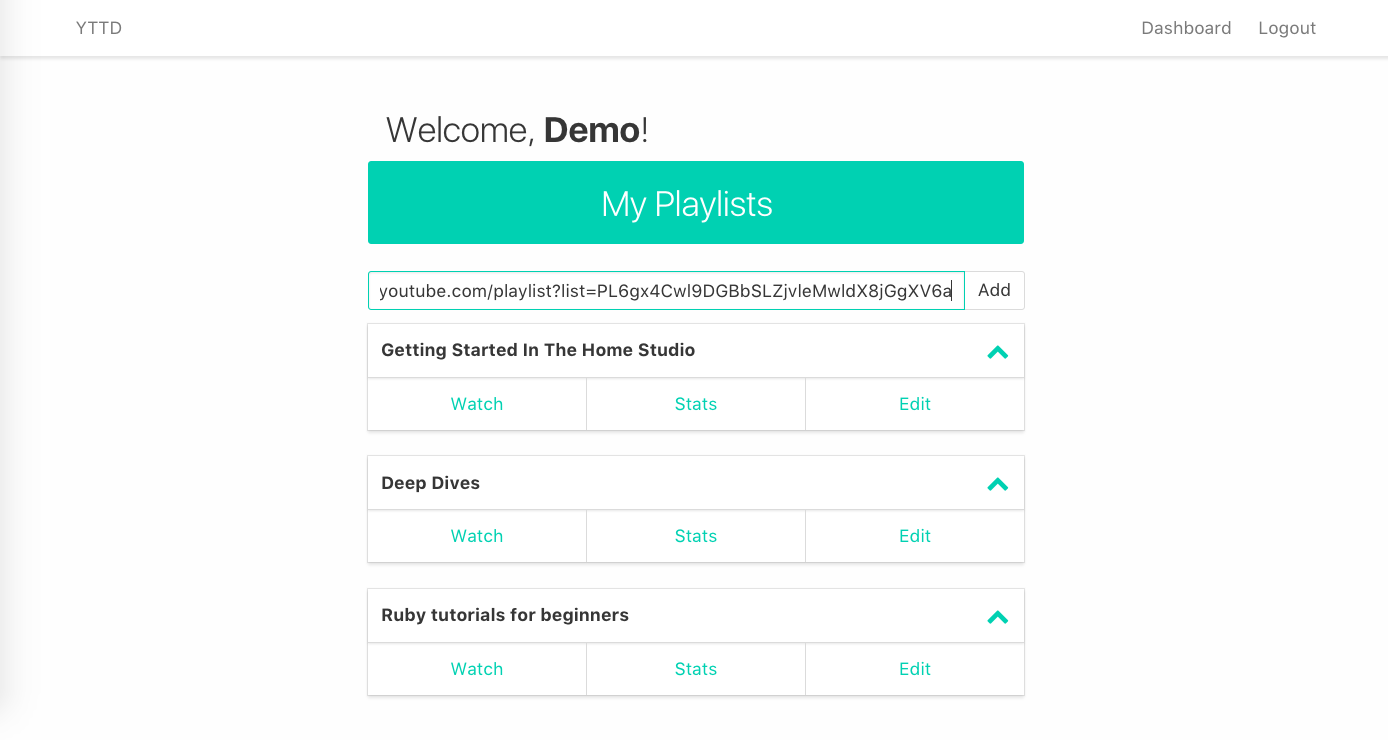 YTTD Dashboard Logout
Welcome, Demo!
My Playlists
youtube.com/playlist?list=PL6gx4Cwl9DGBbSLZjvleMwldX8jGgXV6a Add
Getting Started In The Home Studio
Watch Stats Edit
Deep Dives
Watch Stats Edit
Ruby tutorials for beginners
Watch Stats Edit